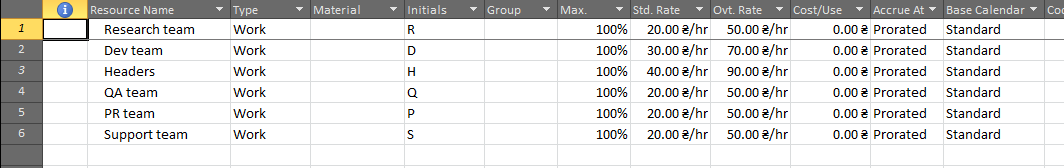 Resource Name Type Material Initials Group Max. Std. Rate Ovt. Rate Cost/Use Accrue At Base Calendar Coc
1 Research team Work R 100% 20.00 ₴/hr 50.00 ₴/hr 0.00 ₴ Prorated Standard
2 Dev team Work D 100% 30.00 ₴/hr 70.00 ₴/hr 0.00 ₴ Prorated Standard
3 Headers Work H 100% 40.00 ₴/hr 90.00 ₴/hr 0.00 ₴ Prorated Standard
4 QA team Work Q 100% 20.00 ₴/hr 50.00 ₴/hr 0.00 ₴ Prorated Standard
5 PR team Work P 100% 20.00 ₴/hr 50.00 ₴/hr 0.00 ₴ Prorated Standard
6 Support team Work S 100% 20.00 ₴/hr 50.00 ₴/hr 0.00 ₴ Prorated Standard